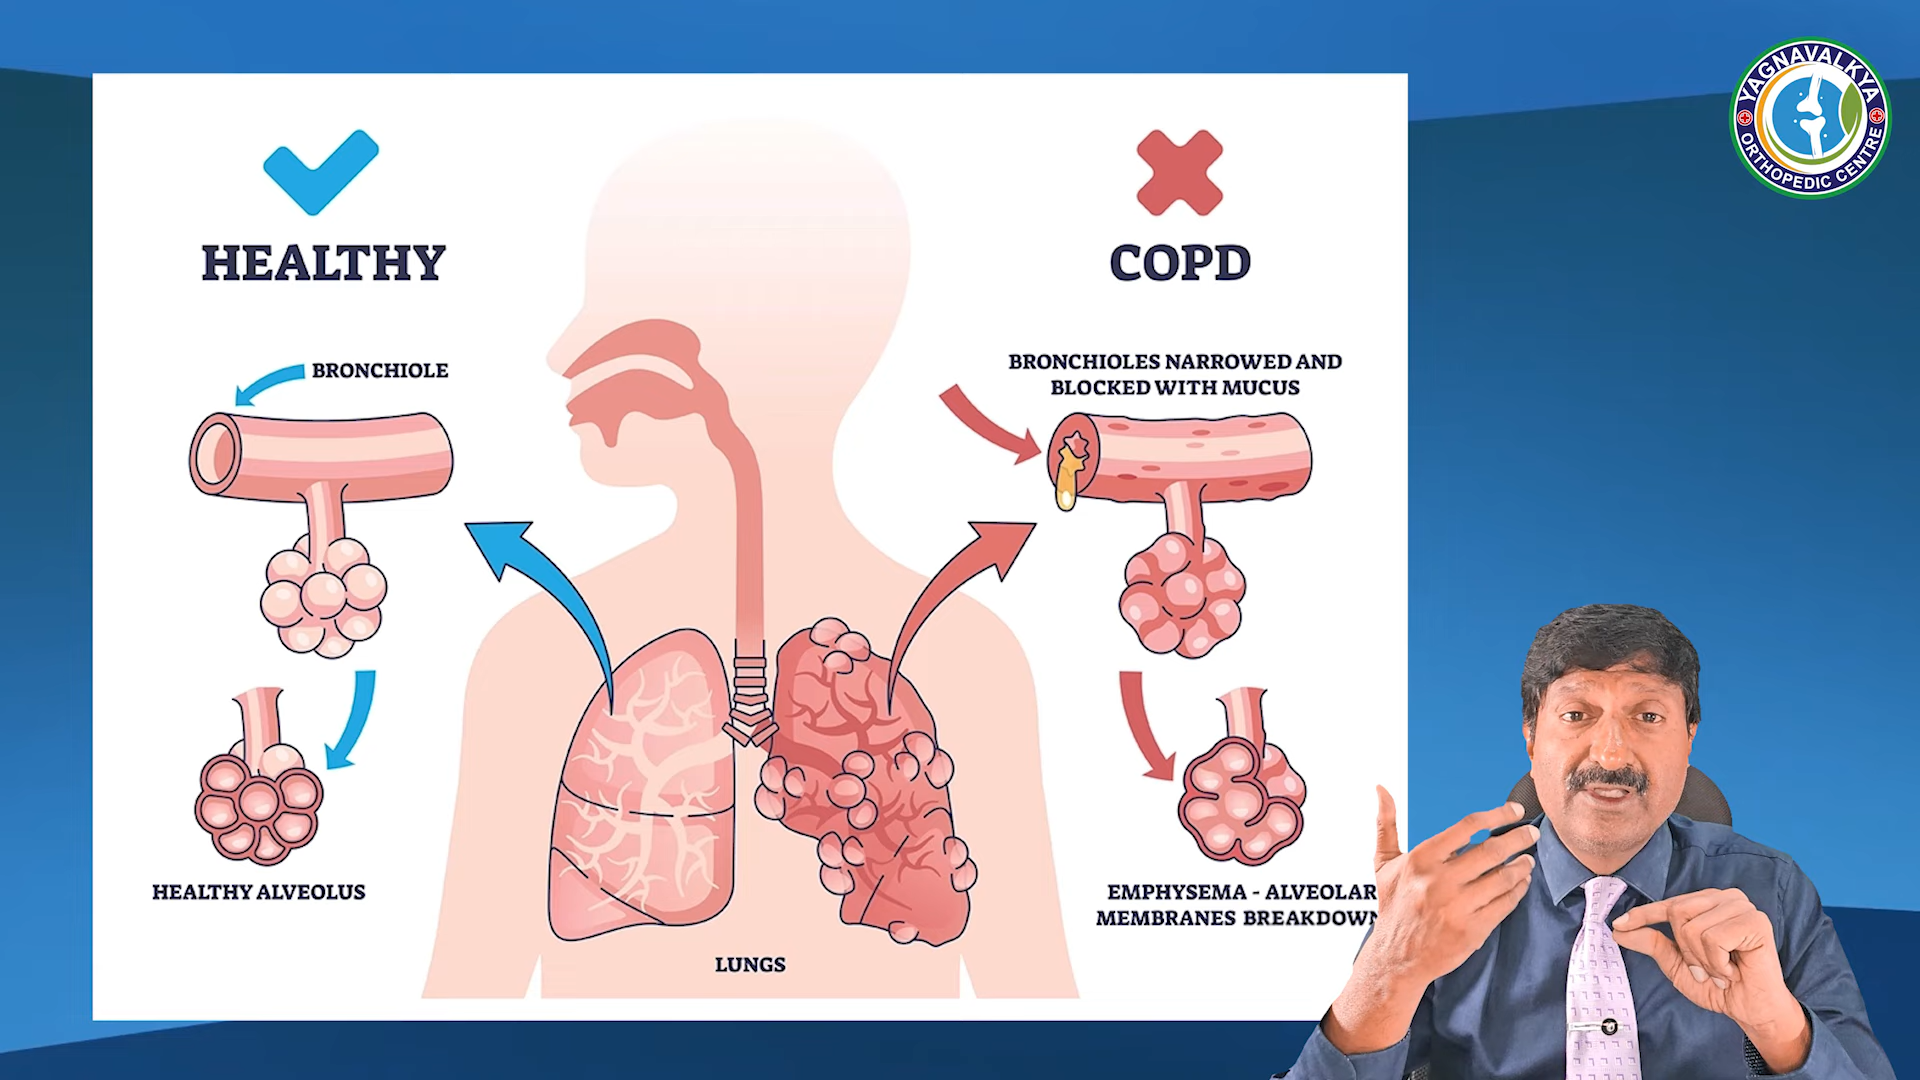 HEALTHY
BRONCHIOLE
HEALTHY ALVEOLUS
LUNGS
COPD
BRONCHIOLES NARROWED AND
BLOCKED WITH MUCUS
EMPHYSEMA - ALVEOLAR
MEMBRANES BREAKDOWN
YAGNAVALKYA
ORTHOPEDIC CENTRE